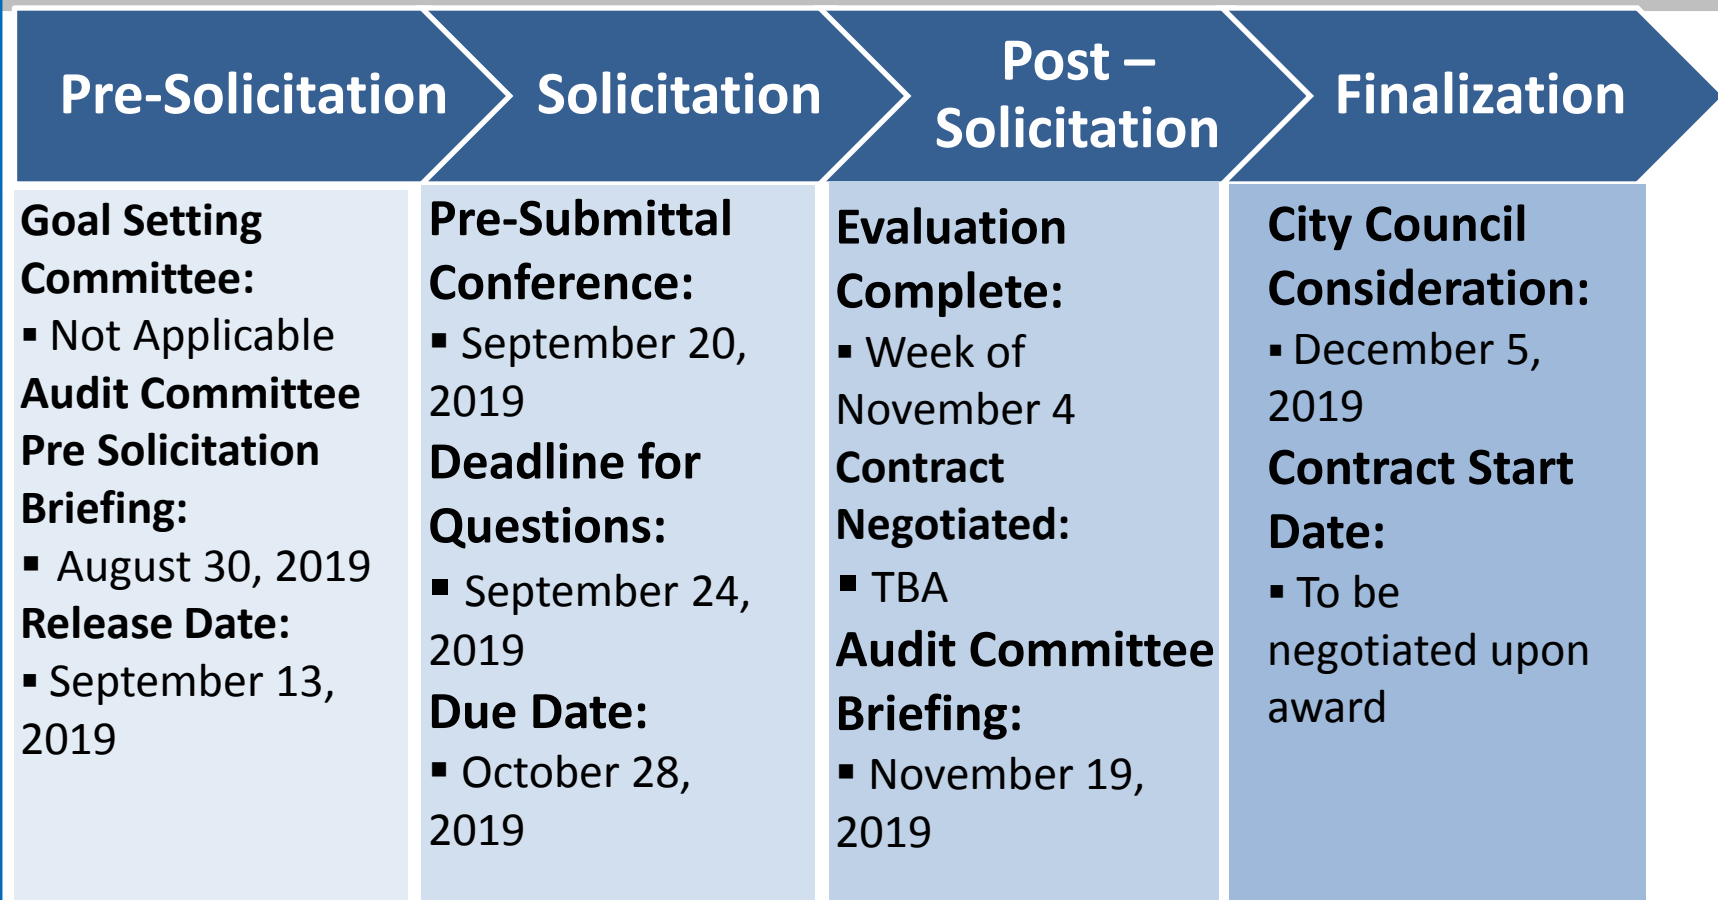 Pre-Solicitation
Solicitation
Post –
Solicitation
Finalization
Goal Setting
Committee:
▪ Not Applicable
Audit Committee
Pre Solicitation
Briefing:
▪ August 30, 2019
Release Date:
▪ September 13,
2019
Pre-Submittal
Conference:
▪ September 20,
2019
Deadline for
Questions:
▪ September 24,
2019
Due Date:
▪ October 28,
2019
Evaluation
Complete:
▪ Week of
November 4
Contract
Negotiated:
▪ TBA
Audit Committee
Briefing:
▪ November 19,
2019
City Council
Consideration:
▪ December 5,
2019
Contract Start
Date:
▪ To be
negotiated upon
award